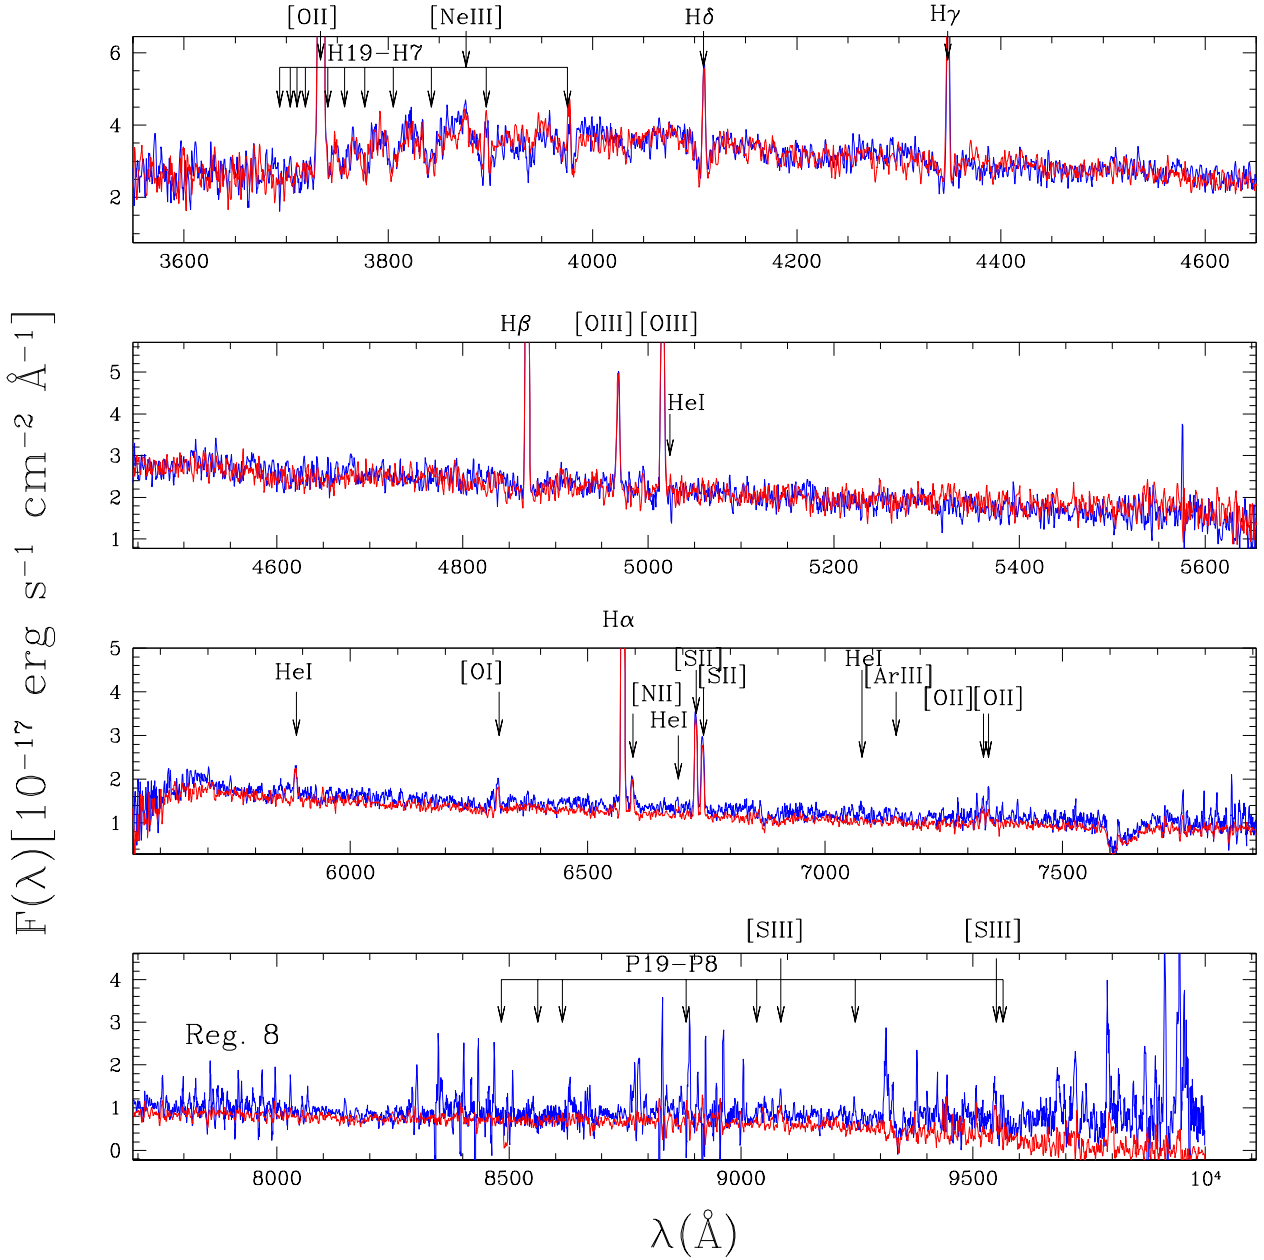 [OII] [NeIII] Hδ Hγ
H19-H7
6
4
2
3600 3800 4000 4200 4400 4600
Hβ [OIII] [OIII]
HeI
5
4
3
2
1
4600 4800 5000 5200 5400 5600
Hα
HeI [OI] [NII] HeI [SII] [SII] HeI [ArIII] [OII] [OII]
5
4
3
2
1
6000 6500 7000 7500
[SIII] [SIII]
P19-P8
Reg. 8
4
3
2
1
0
8000 8500 9000 9500 10⁴
λ(Å)
F(λ)[10⁻¹⁷ erg s⁻¹ cm⁻² Å⁻¹]